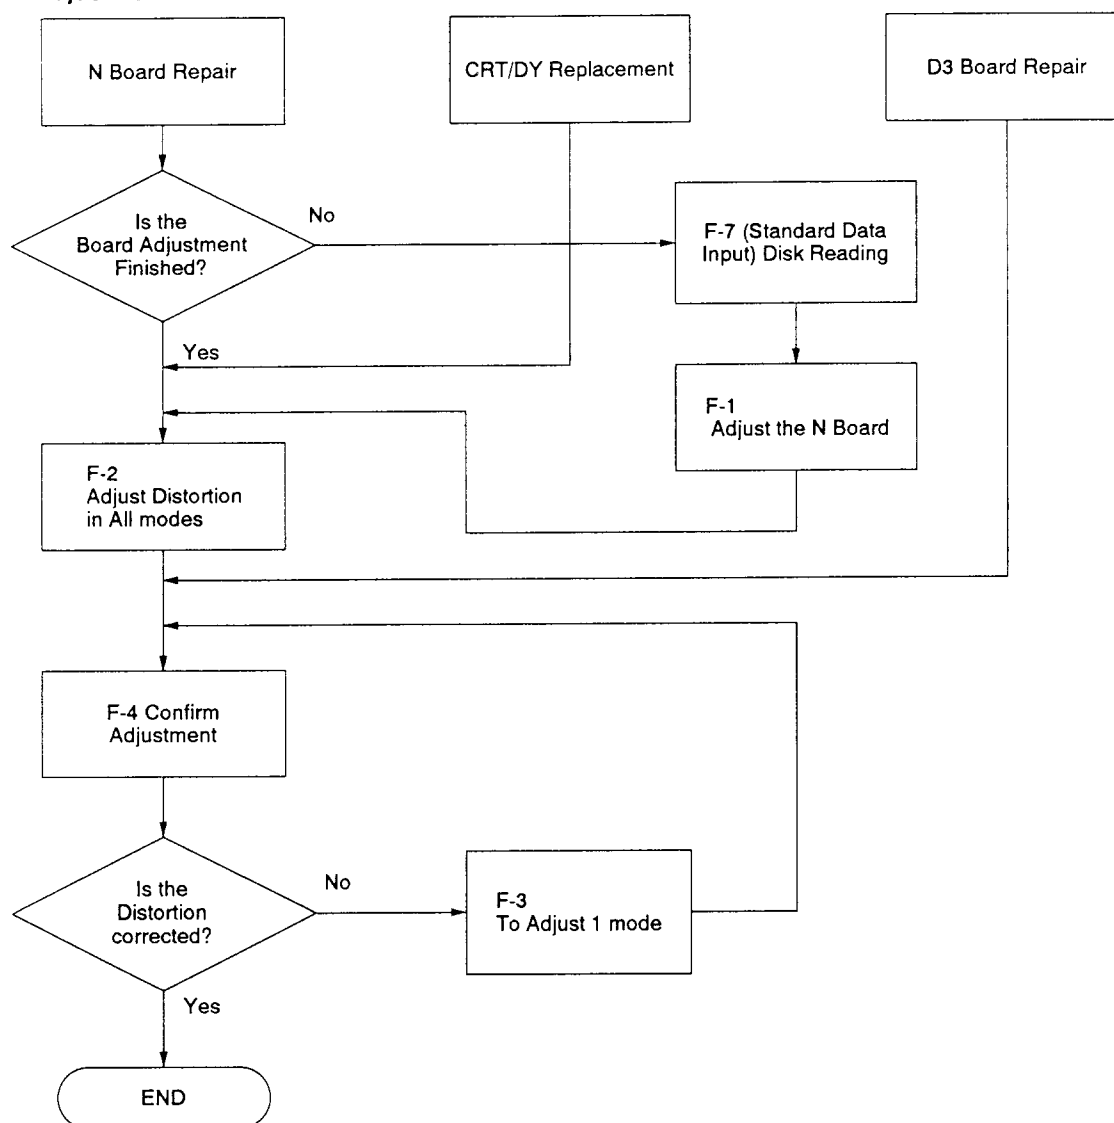 N Board Repair
CRT/DY Replacement
D3 Board Repair
Is the
Board Adjustment
Finished?
No
F-7 (Standard Data
Input) Disk Reading
Yes
F-1
Adjust the N Board
F-2
Adjust Distortion
in All modes
F-4 Confirm
Adjustment
Is the
Distortion
corrected?
No
F-3
To Adjust 1 mode
Yes
END